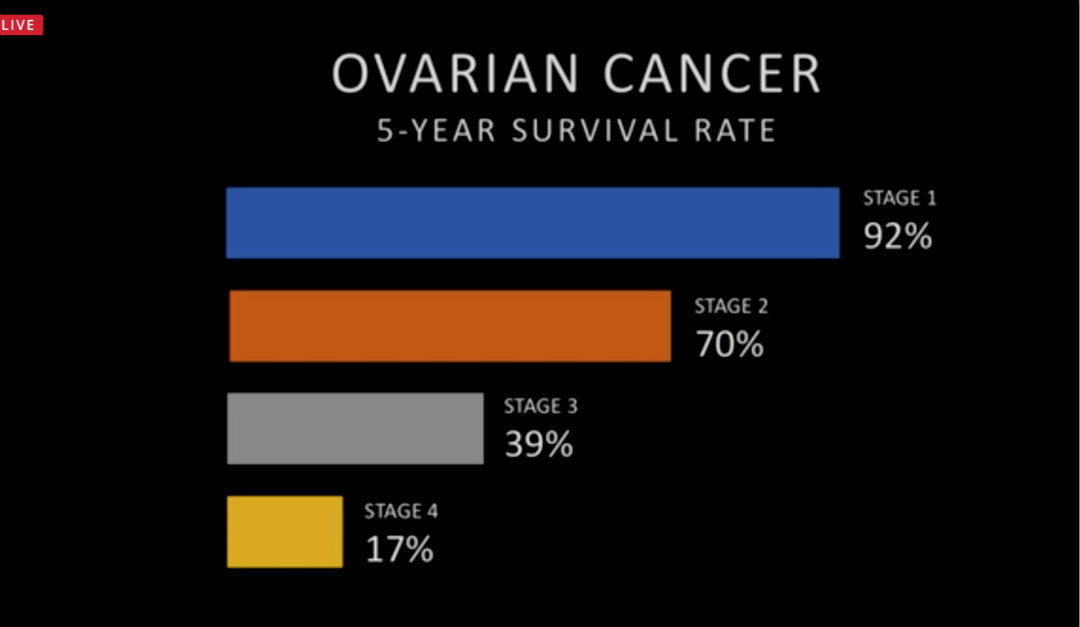 LIVE
OVARIAN CANCER
5-YEAR SURVIVAL RATE
STAGE 1
92%
STAGE 2
70%
STAGE 3
39%
STAGE 4
17%